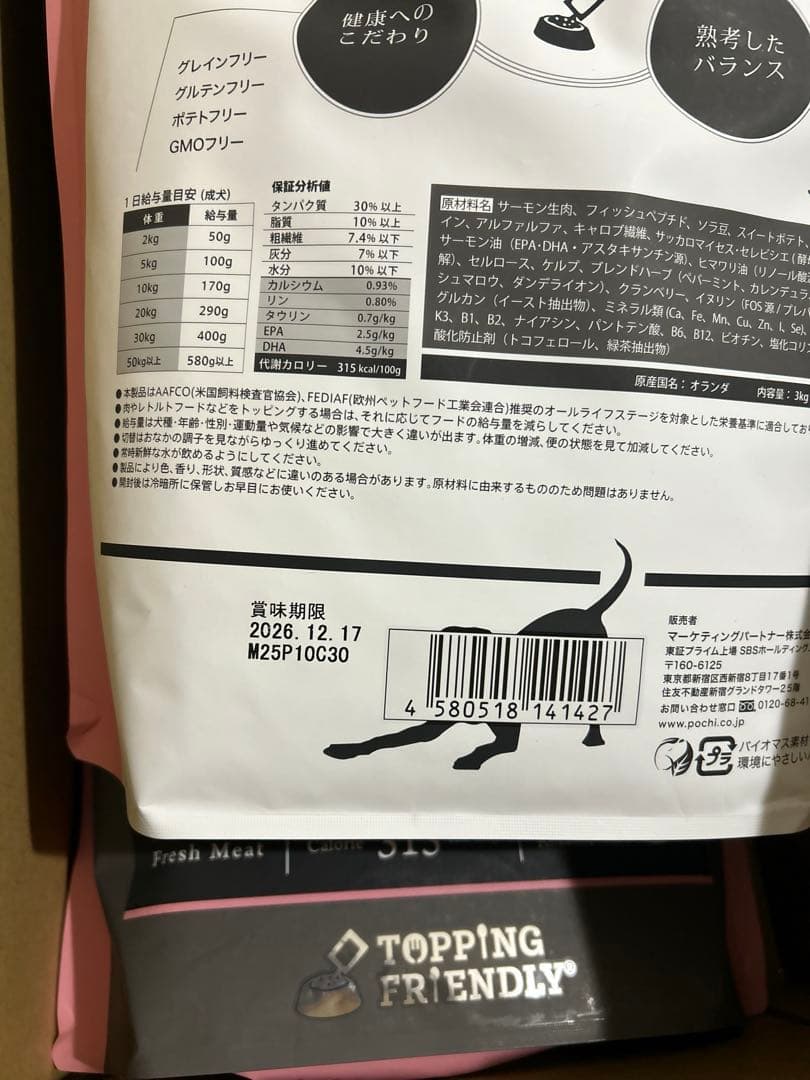 健康への
こだわり
熟考した
バランス
グレインフリー
グルテンフリー
ポテトフリー
GMOフリー
1日給与量目安 (成犬)
体重 給与量
2kg 50g
5kg 100g
10kg 170g
20kg 290g
30kg 400g
50kg以上 580g以上
保証分析値
タンパク質 30%以上
脂質 10%以上
粗繊維 7.4%以下
灰分 7%以下
水分 10%以下
カルシウム 0.93%
リン 0.80%
タウリン 0.7g/kg
EPA 2.5g/kg
DHA 4.5g/kg
代謝カロリー 315 kcal/100g
原材料名 サーモン生肉、フィッシュペプチド、ソラ豆、スイートポテト、
イン、アルファルファ、キャロブ繊維、サッカロマイセス・セレビシエ(酵母
サーモン油(EPA・DHA・アスタキサンチン源)、ヒマワリ油(リノール酸
解)、セルロース、ケルプ、ブレンドハーブ(ペパーミント、カレンデュラ
シュマロウ、ダンデライオン)、クランベリー、イヌリン(FOS源/プレバ
グルカン(イースト抽出物)、ミネラル類(Ca, Fe, Mn, Cu, Zn, I, Se)、
K3、B1、B2、ナイアシン、パントテン酸、B6、B12、ビオチン、塩化コリン
酸化防止剤(トコフェロール、緑茶抽出物)
原産国名:オランダ 内容量:3kg
●本製品はAAFCO(米国飼料検査官協会)、FEDIAF(欧州ペットフード工業会連合)推奨のオールライフステージを対象とした栄養基準に適合してお
●肉やレトルトフードなどをトッピングする場合は、それに応じてフードの給与量を減らしてください。
●給与量は犬種・年齢・性別・運動量や気候などの影響で大きく違いが出ます。体重の増減、便の状態を見て加減してください。
●切替はおなかの調子を見ながらゆっくり進めてください。
●常時新鮮な水が飲めるようにしてください。
●製品により色、香り、形状、質感などに違いのある場合があります。原材料に由来するもののため問題はありません。
●開封後は冷暗所に保管しお早目にお使いください。
賞味期限
2026.12.17
M25P10C30
4 580518 141427
販売者
マーケティングパートナー株式会
東証プライム上場 SBSホールディング
〒160-6125
東京都新宿区西新宿8丁目17番1号
住友不動産新宿グランドタワー25階
お問い合わせ窓口 0120-68-41
www.pochi.co.jp
プラ
バイオマス素材
環境にやさしい
Fresh Meat
Calorie 315
TOPPING
FRIENDLY®